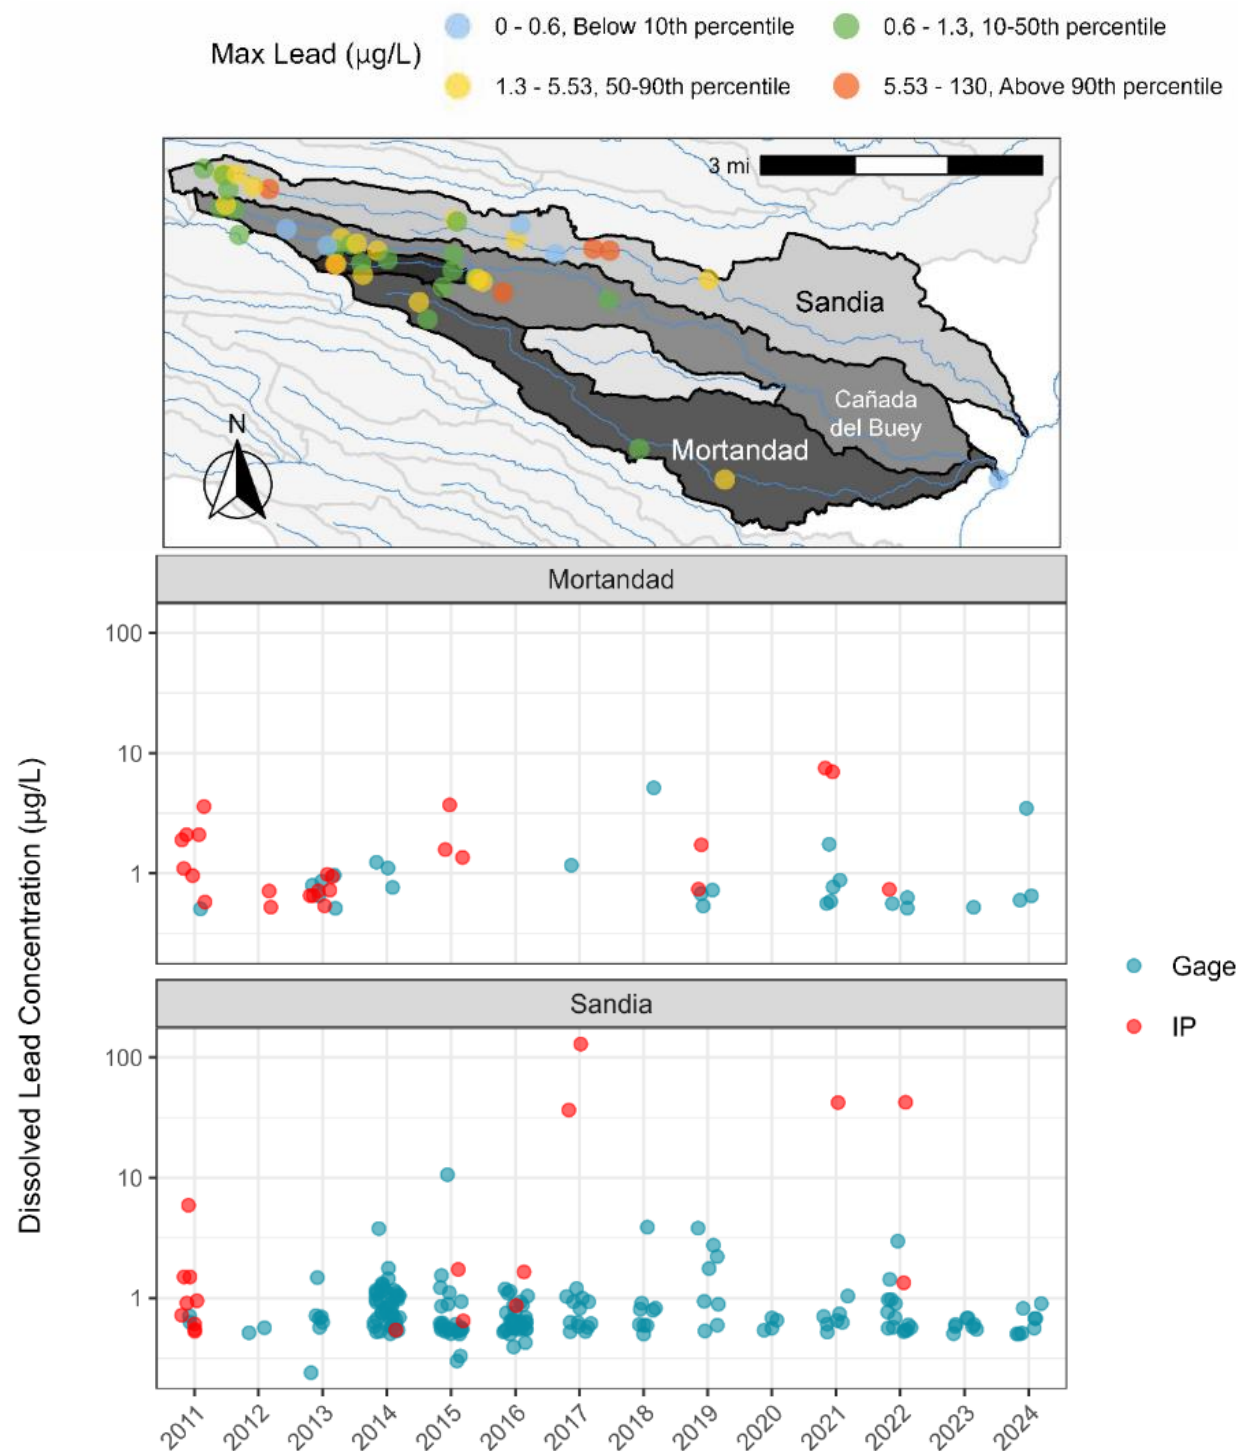 Max Lead (µg/L)
0 - 0.6, Below 10th percentile
0.6 - 1.3, 10-50th percentile
1.3 - 5.53, 50-90th percentile
5.53 - 130, Above 90th percentile
3 mi
Sandia
Cañada
del Buey
Mortandad
N
Mortandad
100
10
1
Dissolved Lead Concentration (µg/L)
Sandia
100
10
1
Gage
IP
2011
2012
2013
2014
2015
2016
2017
2018
2019
2020
2021
2022
2023
2024